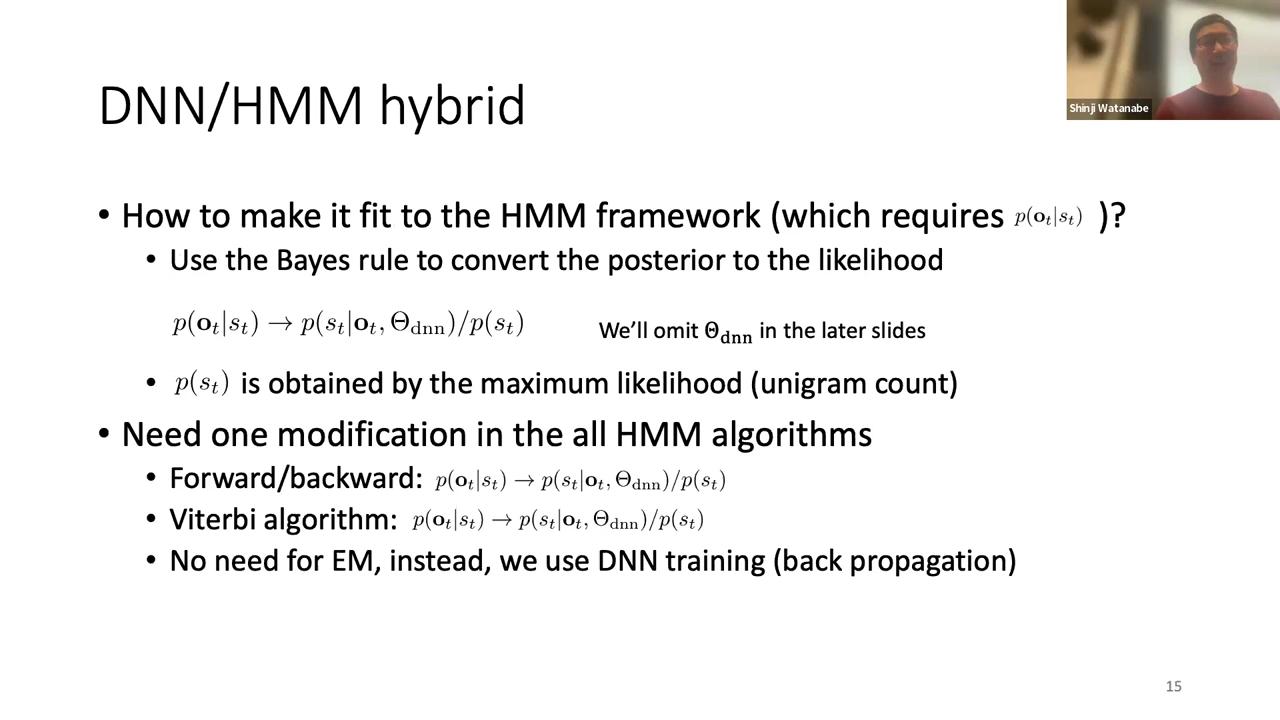 Shinji Watanabe
DNN/HMM hybrid
• How to make it fit to the HMM framework (which requires p(o_t|s_t) )?
• Use the Bayes rule to convert the posterior to the likelihood
p(o_t|s_t) → p(s_t|o_t, Θ_dnn)/p(s_t) We'll omit Θ_dnn in the later slides
• p(s_t) is obtained by the maximum likelihood (unigram count)
• Need one modification in the all HMM algorithms
• Forward/backward: p(o_t|s_t) → p(s_t|o_t, Θ_dnn)/p(s_t)
• Viterbi algorithm: p(o_t|s_t) → p(s_t|o_t, Θ_dnn)/p(s_t)
• No need for EM, instead, we use DNN training (back propagation)
15